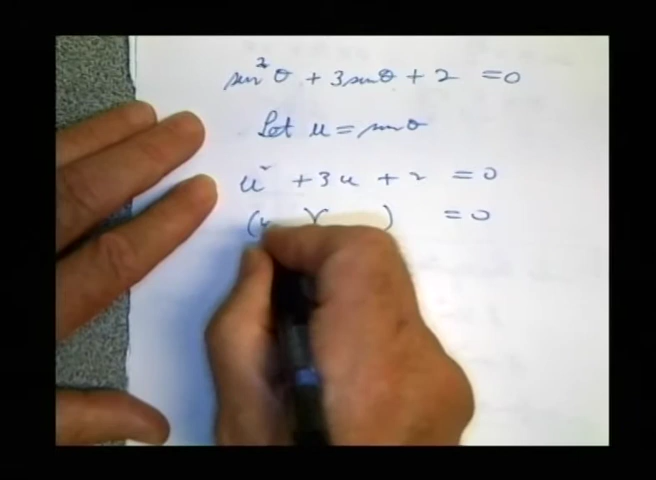 sin²θ + 3sinθ + 2 = 0
Let u = sinθ
u² + 3u + 2 = 0
(u )( ) = 0